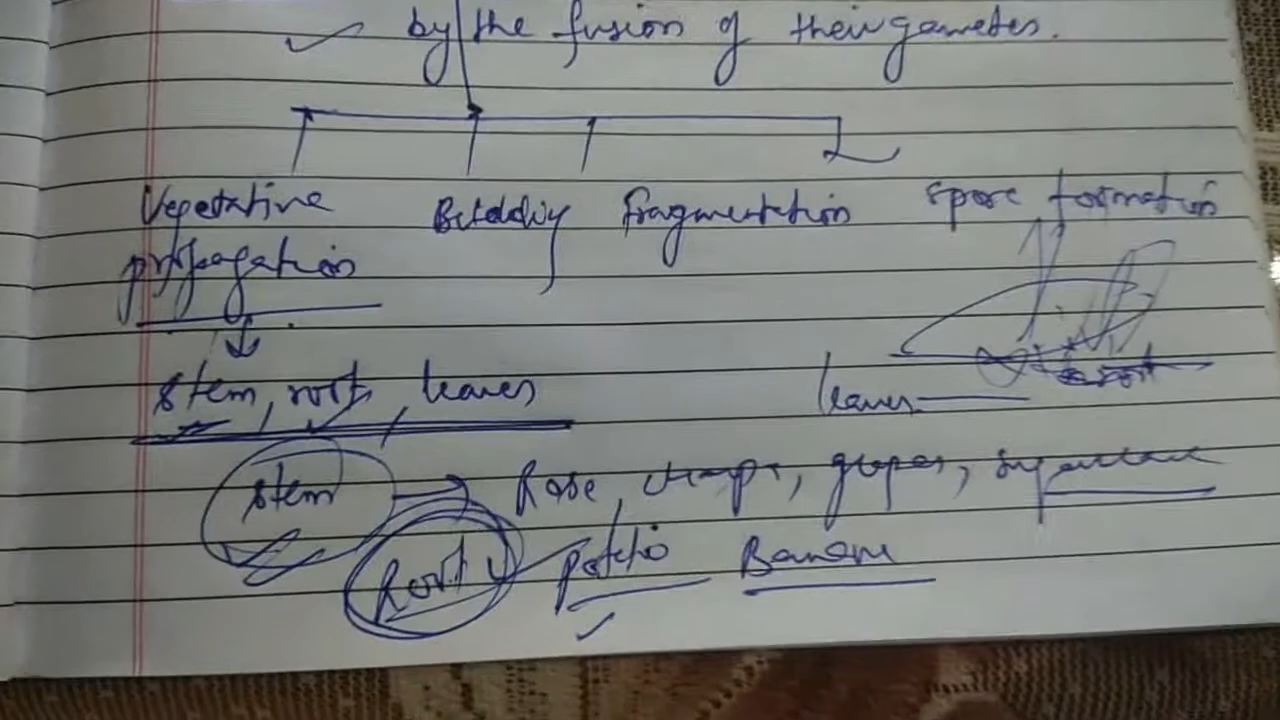 by the fusion of their gametes.
Vegetative Budding fragmentation spore formation
propagation
stem, root, leaves
leaves
stem Rose, grapes, sugarcane
Root potato Banana